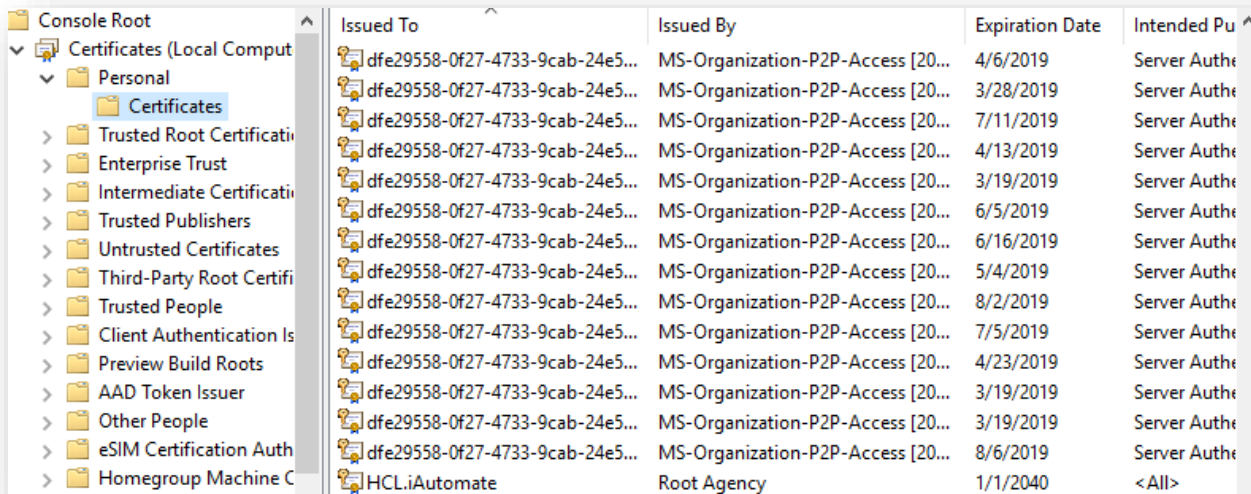 Console Root
Certificates (Local Comput
Personal
Certificates
Trusted Root Certificati
Enterprise Trust
Intermediate Certificati
Trusted Publishers
Untrusted Certificates
Third-Party Root Certifi
Trusted People
Client Authentication Is
Preview Build Roots
AAD Token Issuer
Other People
eSIM Certification Auth
Homegroup Machine C
Issued To Issued By Expiration Date Intended Pu
dfe29558-0f27-4733-9cab-24e5... MS-Organization-P2P-Access [20... 4/6/2019 Server Authe
dfe29558-0f27-4733-9cab-24e5... MS-Organization-P2P-Access [20... 3/28/2019 Server Authe
dfe29558-0f27-4733-9cab-24e5... MS-Organization-P2P-Access [20... 7/11/2019 Server Authe
dfe29558-0f27-4733-9cab-24e5... MS-Organization-P2P-Access [20... 4/13/2019 Server Authe
dfe29558-0f27-4733-9cab-24e5... MS-Organization-P2P-Access [20... 3/19/2019 Server Authe
dfe29558-0f27-4733-9cab-24e5... MS-Organization-P2P-Access [20... 6/5/2019 Server Authe
dfe29558-0f27-4733-9cab-24e5... MS-Organization-P2P-Access [20... 6/16/2019 Server Authe
dfe29558-0f27-4733-9cab-24e5... MS-Organization-P2P-Access [20... 5/4/2019 Server Authe
dfe29558-0f27-4733-9cab-24e5... MS-Organization-P2P-Access [20... 8/2/2019 Server Authe
dfe29558-0f27-4733-9cab-24e5... MS-Organization-P2P-Access [20... 7/5/2019 Server Authe
dfe29558-0f27-4733-9cab-24e5... MS-Organization-P2P-Access [20... 4/23/2019 Server Authe
dfe29558-0f27-4733-9cab-24e5... MS-Organization-P2P-Access [20... 3/19/2019 Server Authe
dfe29558-0f27-4733-9cab-24e5... MS-Organization-P2P-Access [20... 3/19/2019 Server Authe
dfe29558-0f27-4733-9cab-24e5... MS-Organization-P2P-Access [20... 8/6/2019 Server Authe
HCL.iAutomate Root Agency 1/1/2040 <All>